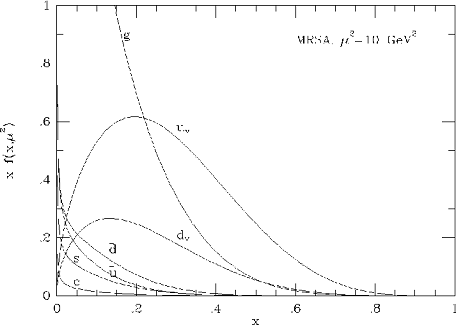 1
g
MRSA, μ²=10 GeV²
.8
x f(x,μ²)
.6
u_v
.4
.2
d̄
d_v
s
ū
c
0
0 .2 .4 .6 .8 1
x